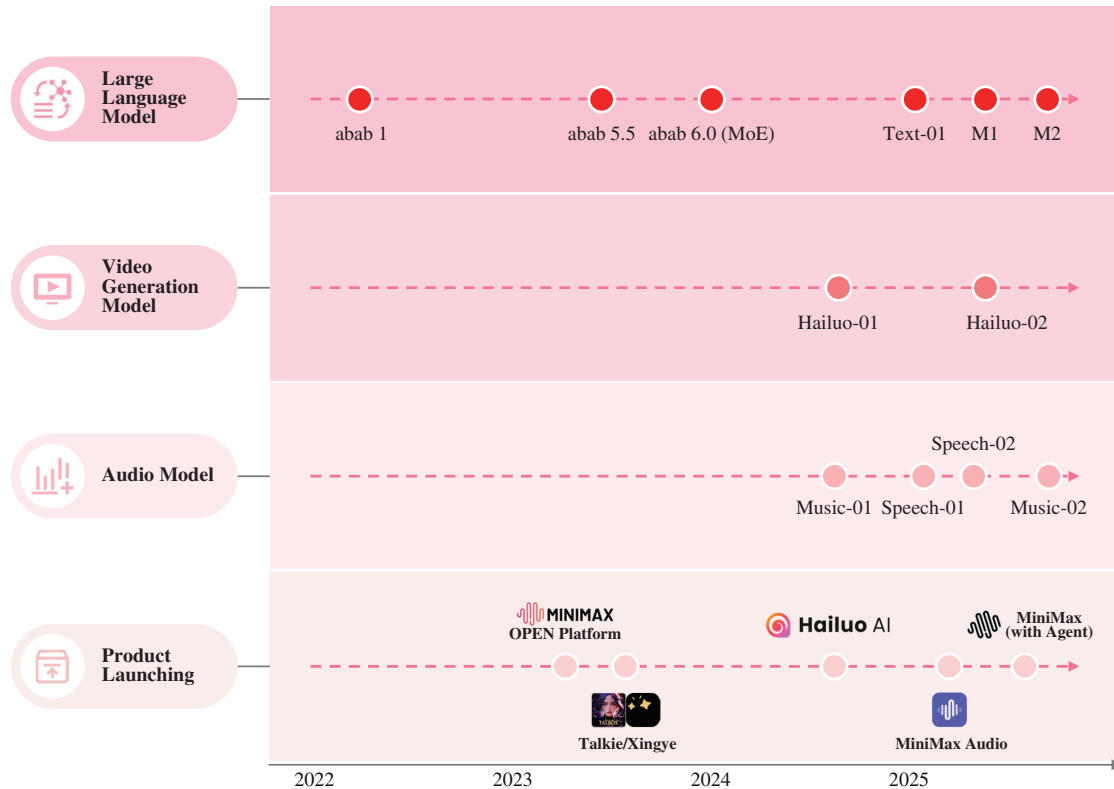 Large
Language
Model
abab 1
abab 5.5
abab 6.0 (MoE)
Text-01
M1
M2
Video
Generation
Model
Hailuo-01
Hailuo-02
Audio Model
Speech-02
Music-01
Speech-01
Music-02
Product
Launching
MINIMAX
OPEN Platform
Hailuo AI
MiniMax
(with Agent)
TALKIE
Talkie/Xingye
MiniMax Audio
2022
2023
2024
2025